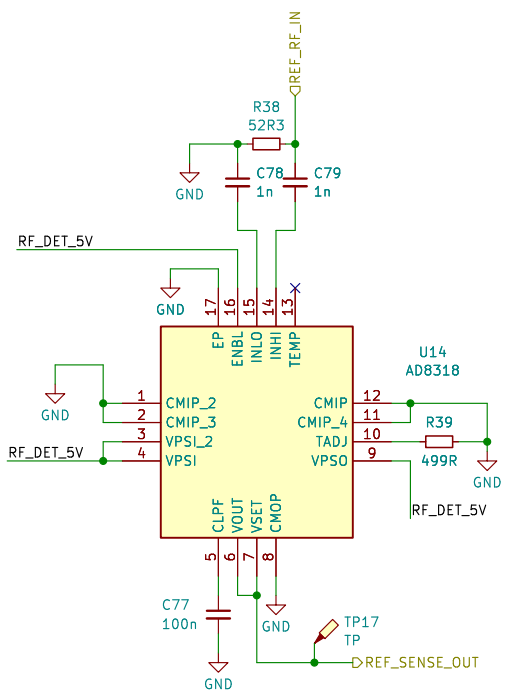 REF_RF_IN
R38
52R3
C78
1n
C79
1n
GND
RF_DET_5V
GND
17
16
15
14
13
EP
ENBL
INLO
INHI
TEMP
U14
AD8318
GND
1
CMIP_2
2
CMIP_3
3
VPSI_2
4
VPSI
RF_DET_5V
CMIP
12
CMIP_4
11
TADJ
10
VPSO
9
R39
499R
GND
RF_DET_5V
CLPF
VOUT
VSET
CMOP
5
6
7
8
C77
100n
GND
GND
TP17
TP
REF_SENSE_OUT